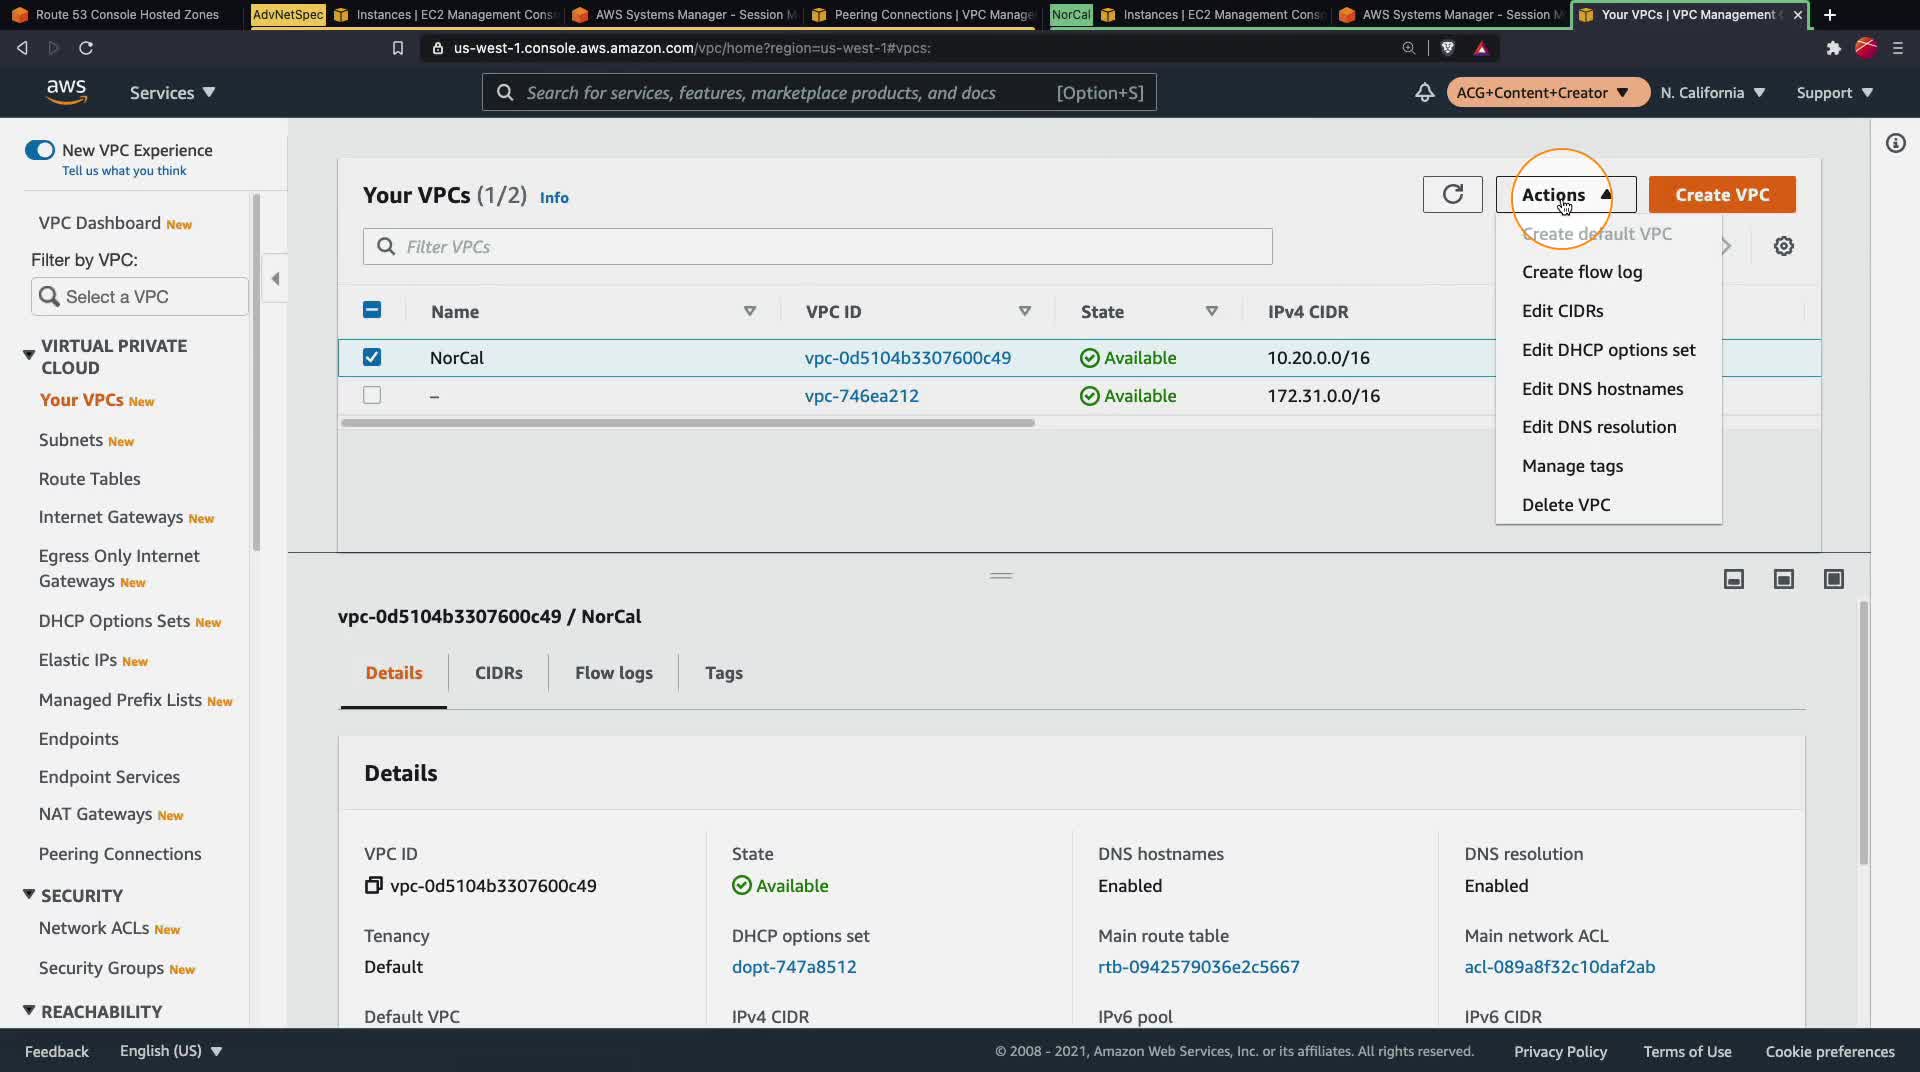 Route 53 Console Hosted Zones
AdvNetSpec
Instances | EC2 Management Cons
AWS Systems Manager - Session M
Peering Connections | VPC Manage
NorCal
Instances | EC2 Management Conso
AWS Systems Manager - Session M
Your VPCs | VPC Management
us-west-1.console.aws.amazon.com/vpc/home?region=us-west-1#vpcs:
aws
Services
Search for services, features, marketplace products, and docs
[Option+S]
ACG+Content+Creator
N. California
Support
New VPC Experience
Tell us what you think
VPC Dashboard New
Filter by VPC:
Select a VPC
VIRTUAL PRIVATE
CLOUD
Your VPCs New
Subnets New
Route Tables
Internet Gateways New
Egress Only Internet
Gateways New
DHCP Options Sets New
Elastic IPs New
Managed Prefix Lists New
Endpoints
Endpoint Services
NAT Gateways New
Peering Connections
SECURITY
Network ACLs New
Security Groups New
REACHABILITY
Your VPCs (1/2) Info
Actions
Create VPC
Filter VPCs
Create default VPC
Create flow log
Edit CIDRs
Edit DHCP options set
Edit DNS hostnames
Edit DNS resolution
Manage tags
Delete VPC
Name
VPC ID
State
IPv4 CIDR
NorCal
vpc-0d5104b3307600c49
Available
10.20.0.0/16
–
vpc-746ea212
Available
172.31.0.0/16
vpc-0d5104b3307600c49 / NorCal
Details
CIDRs
Flow logs
Tags
Details
VPC ID
vpc-0d5104b3307600c49
State
Available
DNS hostnames
Enabled
DNS resolution
Enabled
Tenancy
Default
DHCP options set
dopt-747a8512
Main route table
rtb-0942579036e2c5667
Main network ACL
acl-089a8f32c10daf2ab
Default VPC
IPv4 CIDR
IPv6 pool
IPv6 CIDR
Feedback
English (US)
© 2008 - 2021, Amazon Web Services, Inc. or its affiliates. All rights reserved.
Privacy Policy
Terms of Use
Cookie preferences